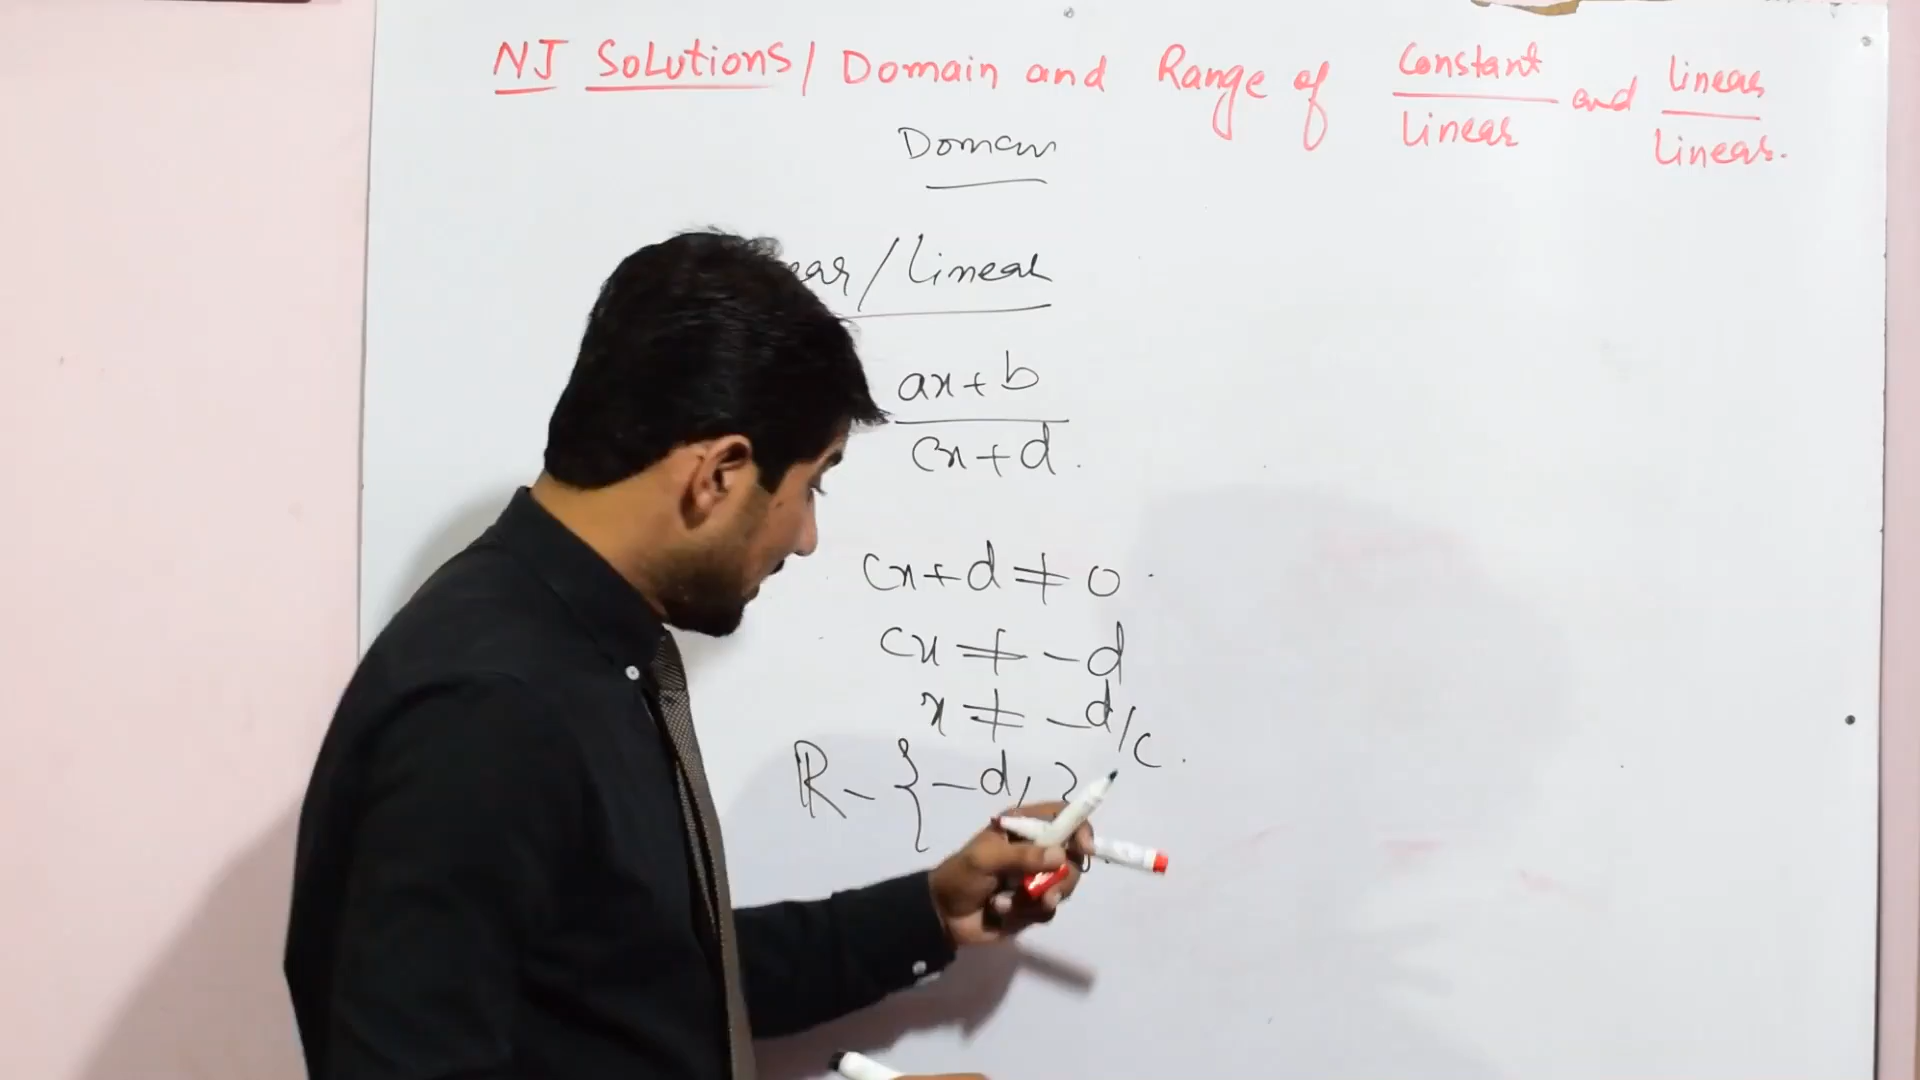 NJ Solutions / Domain and Range of Constant / Linear and Linear / Linear.
Domain
/ Linear
ax + b
cx + d.
cx + d ≠ 0.
cx ≠ -d
x ≠ -d/c.
R - { -d/ }